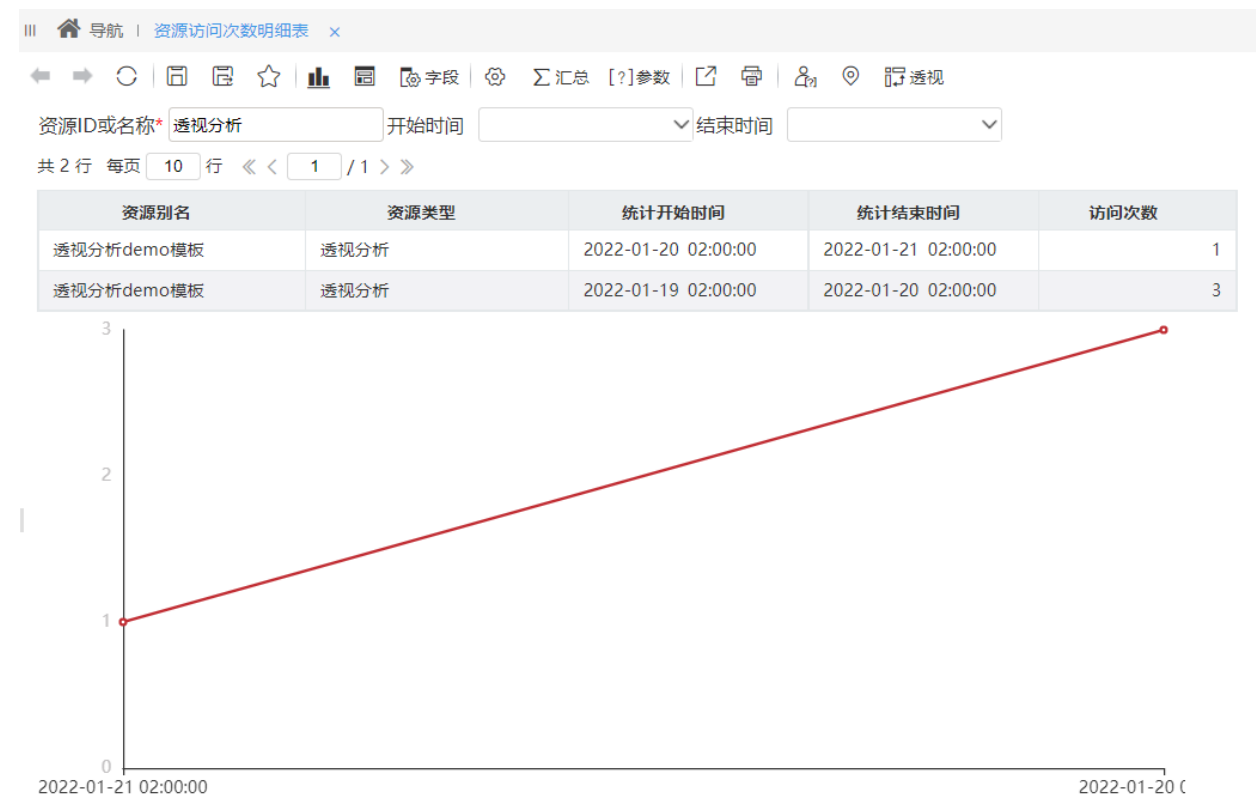 导航 资源访问次数明细表 ×
字段 汇总 [?]参数 透视
资源ID或名称* 透视分析 开始时间 结束时间
共 2 行 每页 10 行 1 / 1
资源别名 资源类型 统计开始时间 统计结束时间 访问次数
透视分析demo模板 透视分析 2022-01-20 02:00:00 2022-01-21 02:00:00 1
透视分析demo模板 透视分析 2022-01-19 02:00:00 2022-01-20 02:00:00 3
3
2
1
0
2022-01-21 02:00:00 2022-01-20